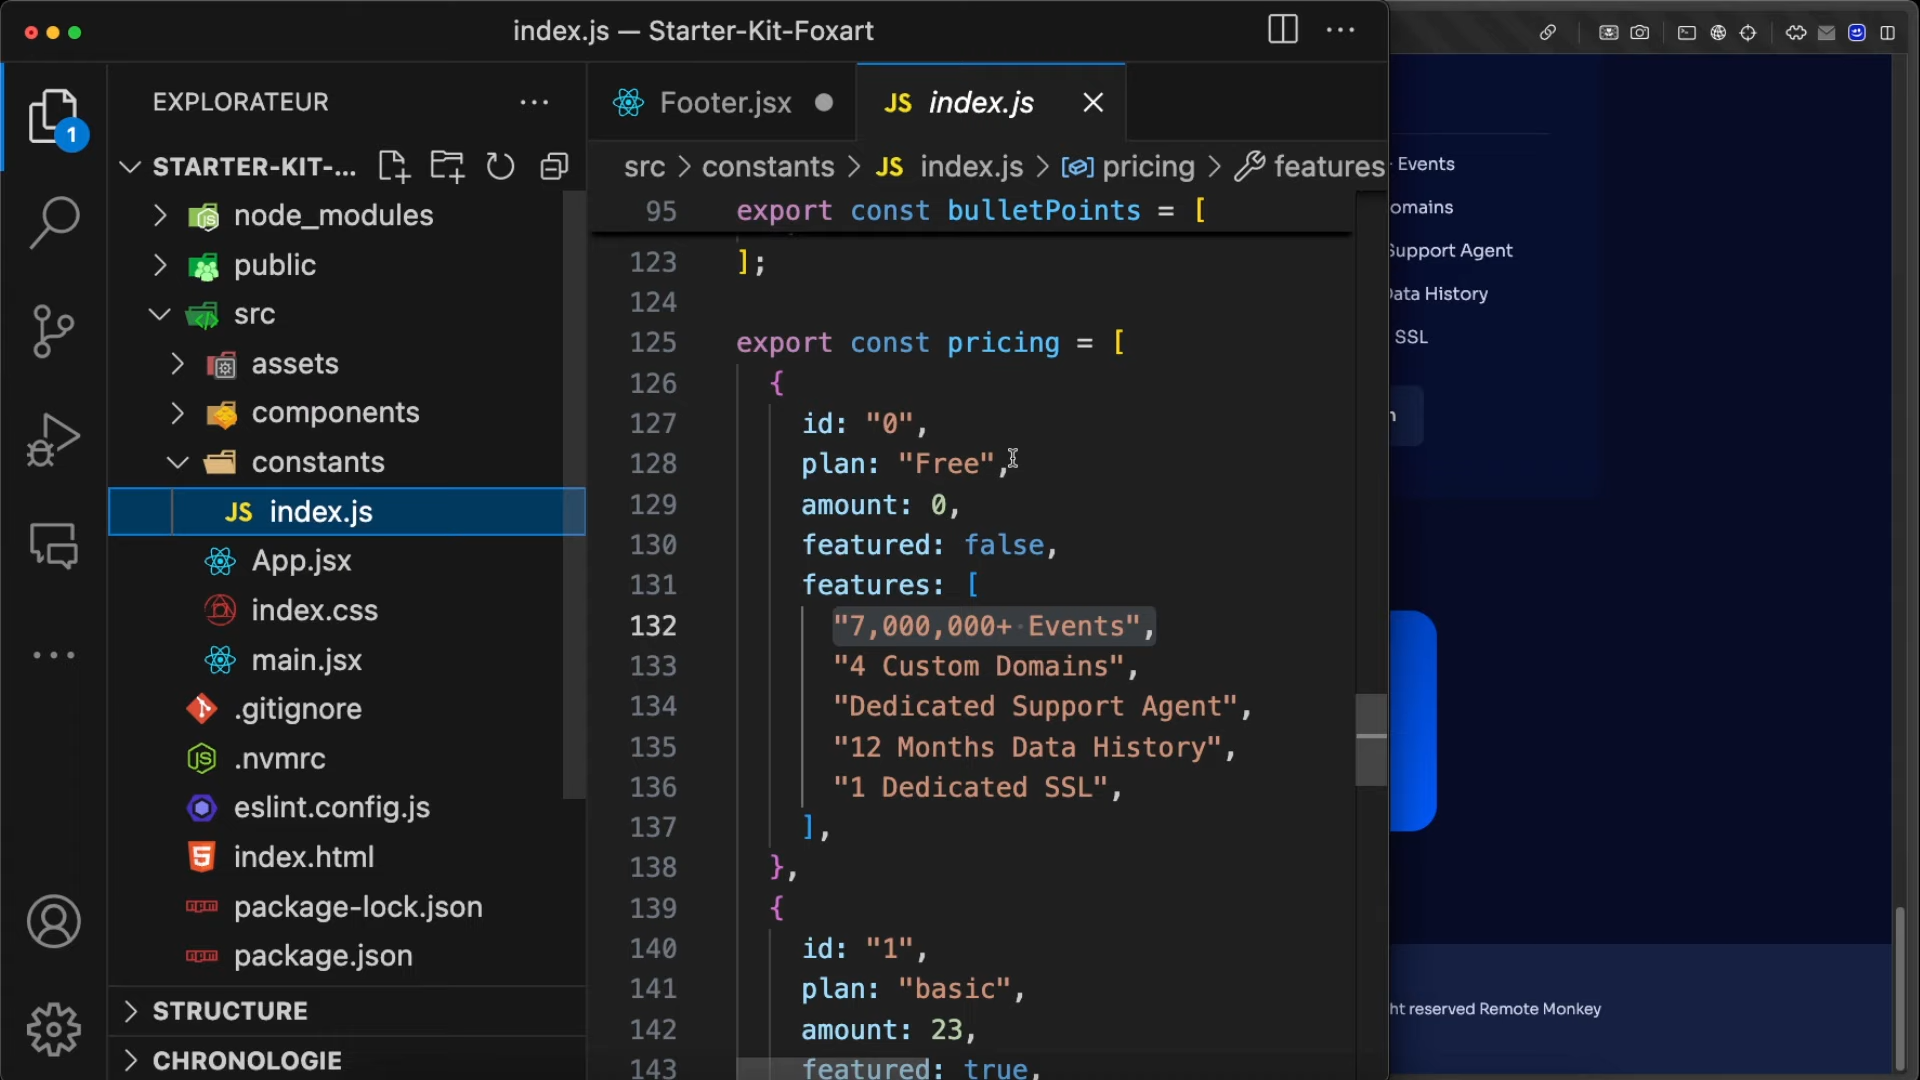 index.js — Starter-Kit-Foxart
EXPLORATEUR
1
STARTER-KIT-...
node_modules
public
src
assets
components
constants
JS index.js
App.jsx
index.css
main.jsx
.gitignore
.nvmrc
eslint.config.js
index.html
package-lock.json
package.json
STRUCTURE
CHRONOLOGIE
Footer.jsx
JS index.js
src > constants > JS index.js > pricing > features
95 export const bulletPoints = [
123 ];
124
125 export const pricing = [
126 {
127 id: "0",
128 plan: "Free",
129 amount: 0,
130 featured: false,
131 features: [
132 "7,000,000+ Events",
133 "4 Custom Domains",
134 "Dedicated Support Agent",
135 "12 Months Data History",
136 "1 Dedicated SSL",
137 ],
138 },
139 {
140 id: "1",
141 plan: "basic",
142 amount: 23,
143 featured: true,
Events
omains
Support Agent
Data History
SSL
ht reserved Remote Monkey